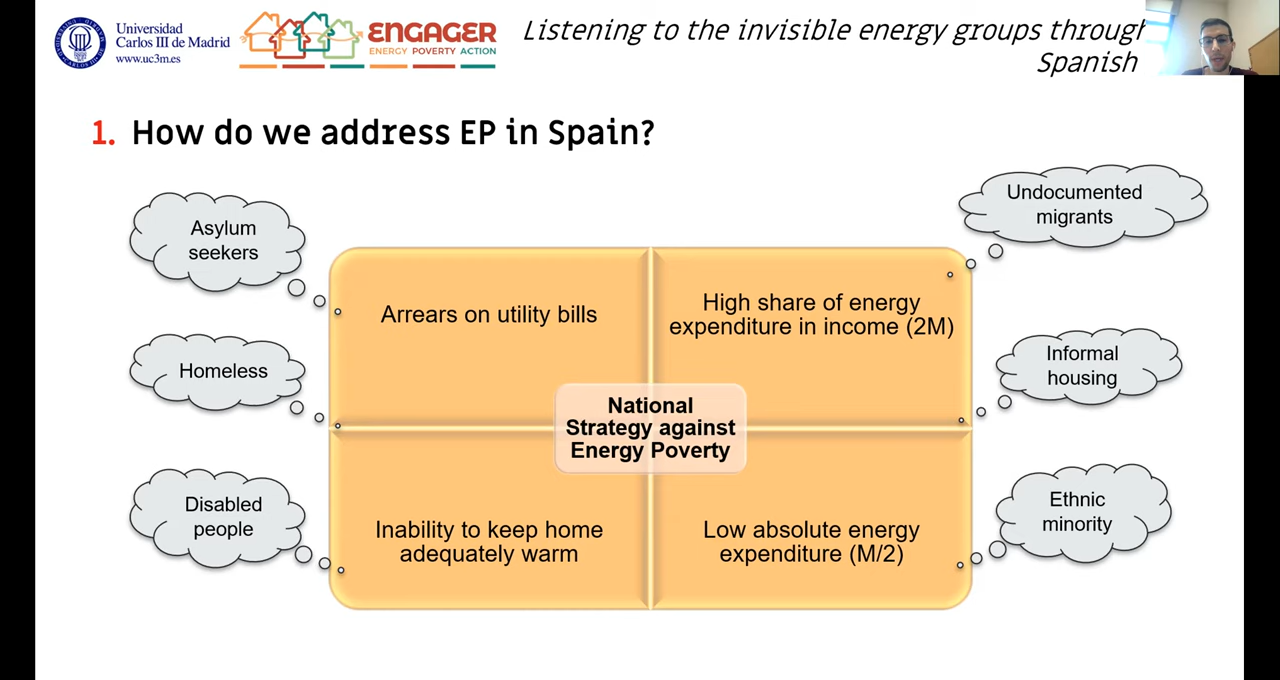 Universidad
Carlos III de Madrid
www.uc3m.es
ENGAGER
ENERGY POVERTY ACTION
Listening to the invisible energy groups through
Spanish
1. How do we address EP in Spain?
Asylum
seekers
Homeless
Disabled
people
Arrears on utility bills
High share of energy
expenditure in income (2M)
National
Strategy against
Energy Poverty
Inability to keep home
adequately warm
Low absolute energy
expenditure (M/2)
Undocumented
migrants
Informal
housing
Ethnic
minority